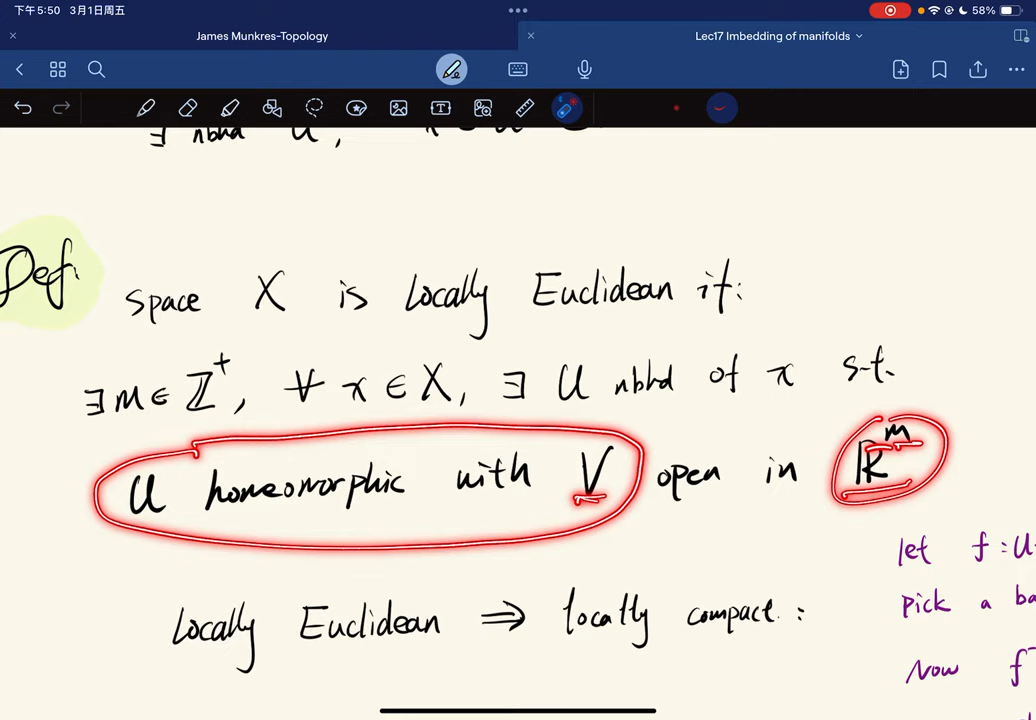 下午5:50 3月1日周五
58%
James Munkres-Topology
Lec17 Imbedding of manifolds
∃ nbhd U,
Def:
space X is locally Euclidean if:
∃ m ∈ ℤ⁺, ∀ x ∈ X, ∃ U nbhd of x s.t.
U homeomorphic with V open in ℝᵐ
let f: U
pick a ba
Locally Euclidean ⇒ locally compact:
Now f⁻